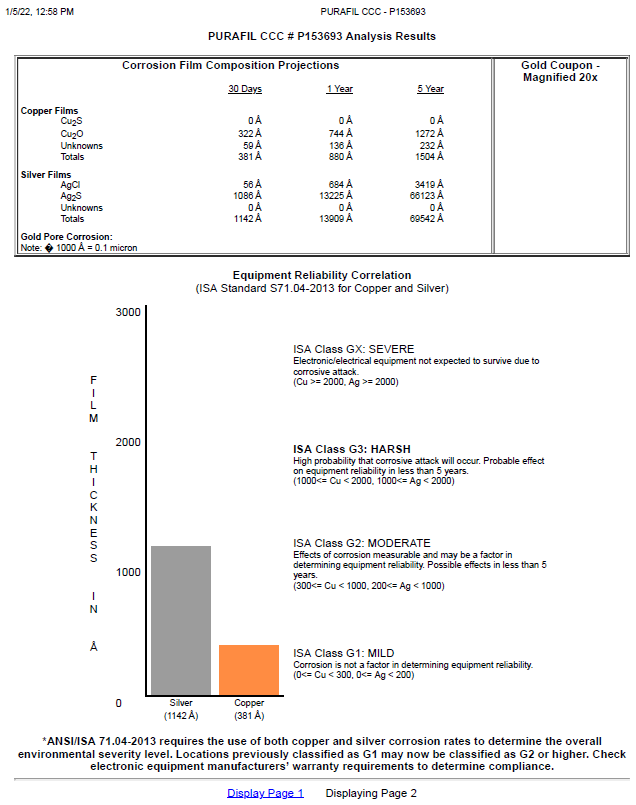 1/5/22, 12:58 PM PURAFIL CCC - P153693
PURAFIL CCC # P153693 Analysis Results
Corrosion Film Composition Projections
30 Days 1 Year 5 Year
Copper Films
Cu2S 0 Å 0 Å 0 Å
Cu2O 322 Å 744 Å 1272 Å
Unknowns 59 Å 136 Å 232 Å
Totals 381 Å 880 Å 1504 Å
Silver Films
AgCl 56 Å 684 Å 3419 Å
Ag2S 1086 Å 13225 Å 66123 Å
Unknowns 0 Å 0 Å 0 Å
Totals 1142 Å 13909 Å 69542 Å
Gold Pore Corrosion:
Note: � 1000 Å = 0.1 micron
Gold Coupon -
Magnified 20x
Equipment Reliability Correlation
(ISA Standard S71.04-2013 for Copper and Silver)
FILM THICKNESS IN Å
3000
2000
1000
0
ISA Class GX: SEVERE
Electronic/electrical equipment not expected to survive due to
corrosive attack.
(Cu >= 2000, Ag >= 2000)
ISA Class G3: HARSH
High probability that corrosive attack will occur. Probable effect
on equipment reliability in less than 5 years.
(1000<= Cu < 2000, 1000<= Ag < 2000)
ISA Class G2: MODERATE
Effects of corrosion measurable and may be a factor in
determining equipment reliability. Possible effects in less than 5
years.
(300<= Cu < 1000, 200<= Ag < 1000)
ISA Class G1: MILD
Corrosion is not a factor in determining equipment reliability.
(0<= Cu < 300, 0<= Ag < 200)
Silver Copper
(1142 Å) (381 Å)
*ANSI/ISA 71.04-2013 requires the use of both copper and silver corrosion rates to determine the overall
environmental severity level. Locations previously classified as G1 may now be classified as G2 or higher. Check
electronic equipment manufacturers' warranty requirements to determine compliance.
Display Page 1 Displaying Page 2